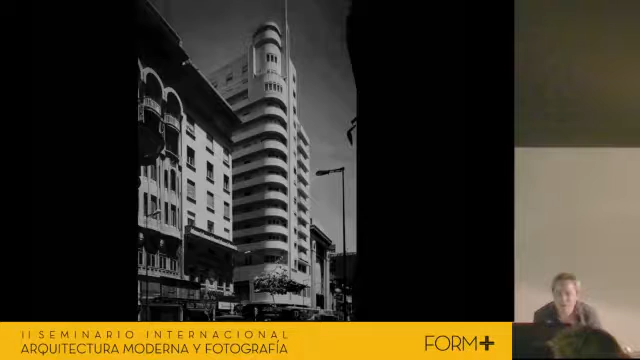 II SEMINARIO INTERNACIONAL
ARQUITECTURA MODERNA Y FOTOGRAFÍA
FORM+